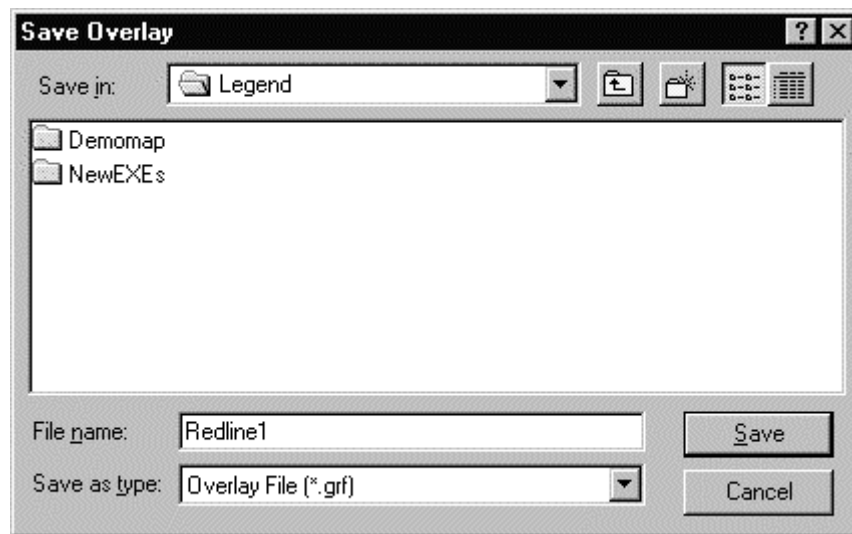 Save Overlay
Save in: Legend
Demomap
NewEXEs
File name: Redline1 Save
Save as type: Overlay File (*.grf) Cancel